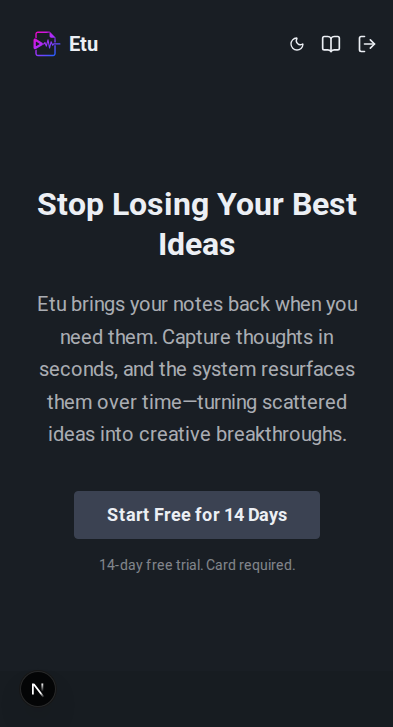 Etu
Stop Losing Your Best
Ideas
Etu brings your notes back when you
need them. Capture thoughts in
seconds, and the system resurfaces
them over time—turning scattered
ideas into creative breakthroughs.
Start Free for 14 Days
14-day free trial. Card required.
N